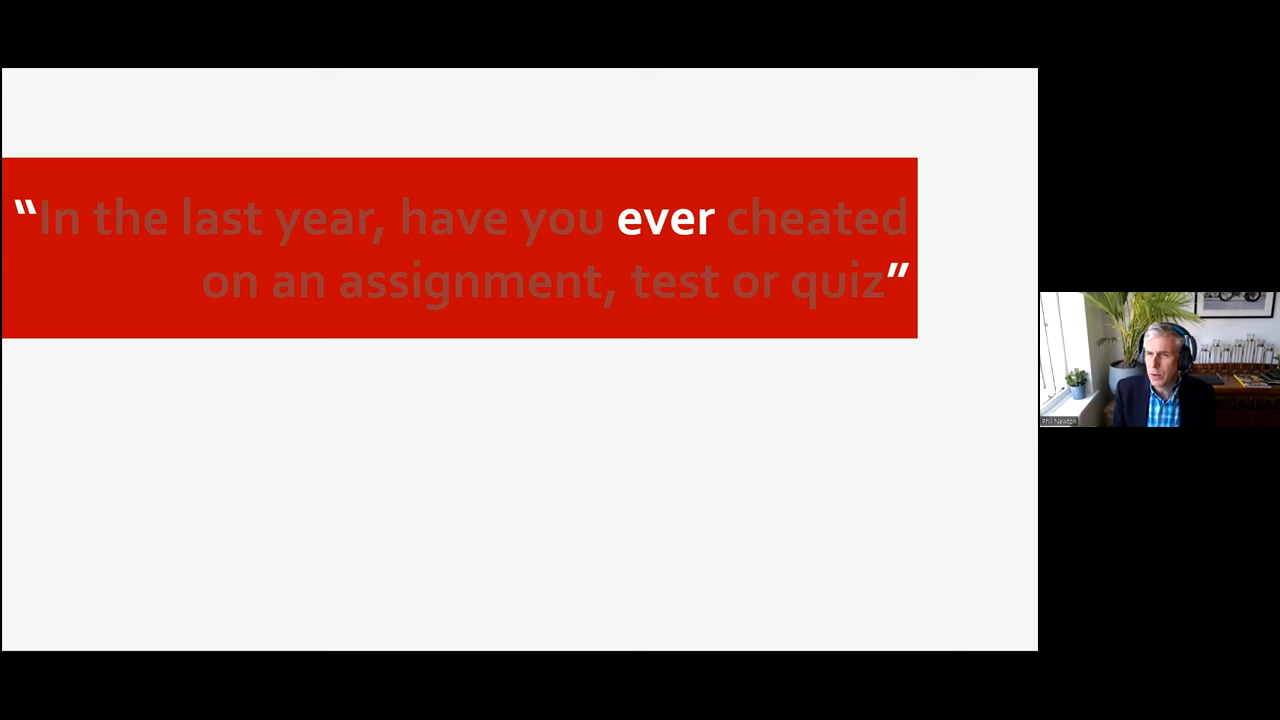 “In the last year, have you ever cheated
on an assignment, test or quiz”
Phil Newton